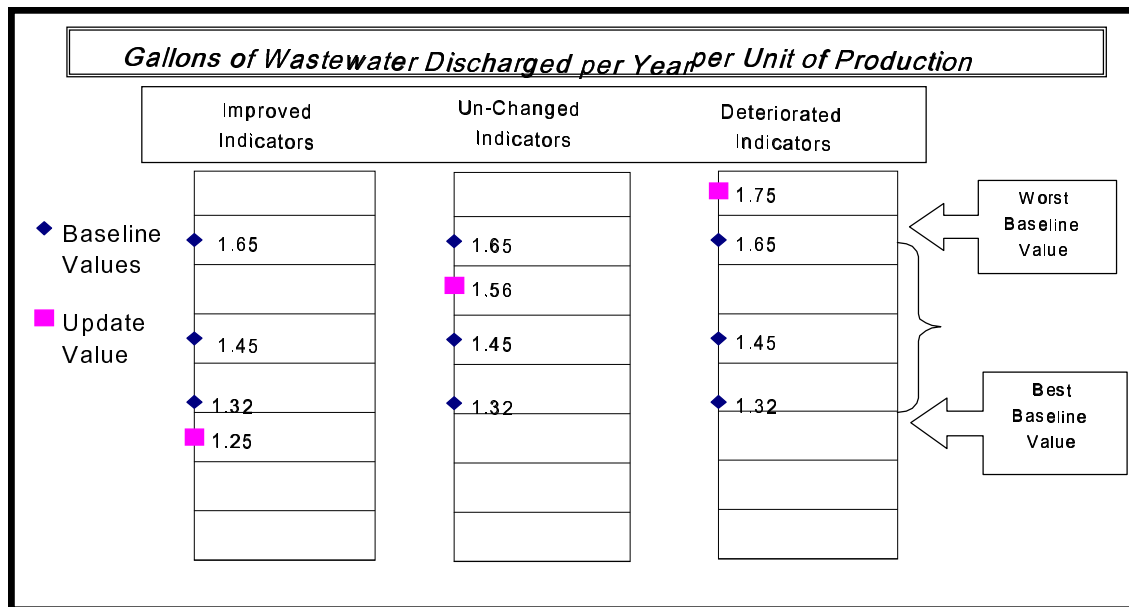 Gallons of Wastewater Discharged per Year per Unit of Production
Improved
Indicators
Un-Changed
Indicators
Deteriorated
Indicators
Baseline
Values
Update
Value
1.65
1.45
1.32
1.25
1.65
1.56
1.45
1.32
1.75
1.65
1.45
1.32
Worst
Baseline
Value
Best
Baseline
Value